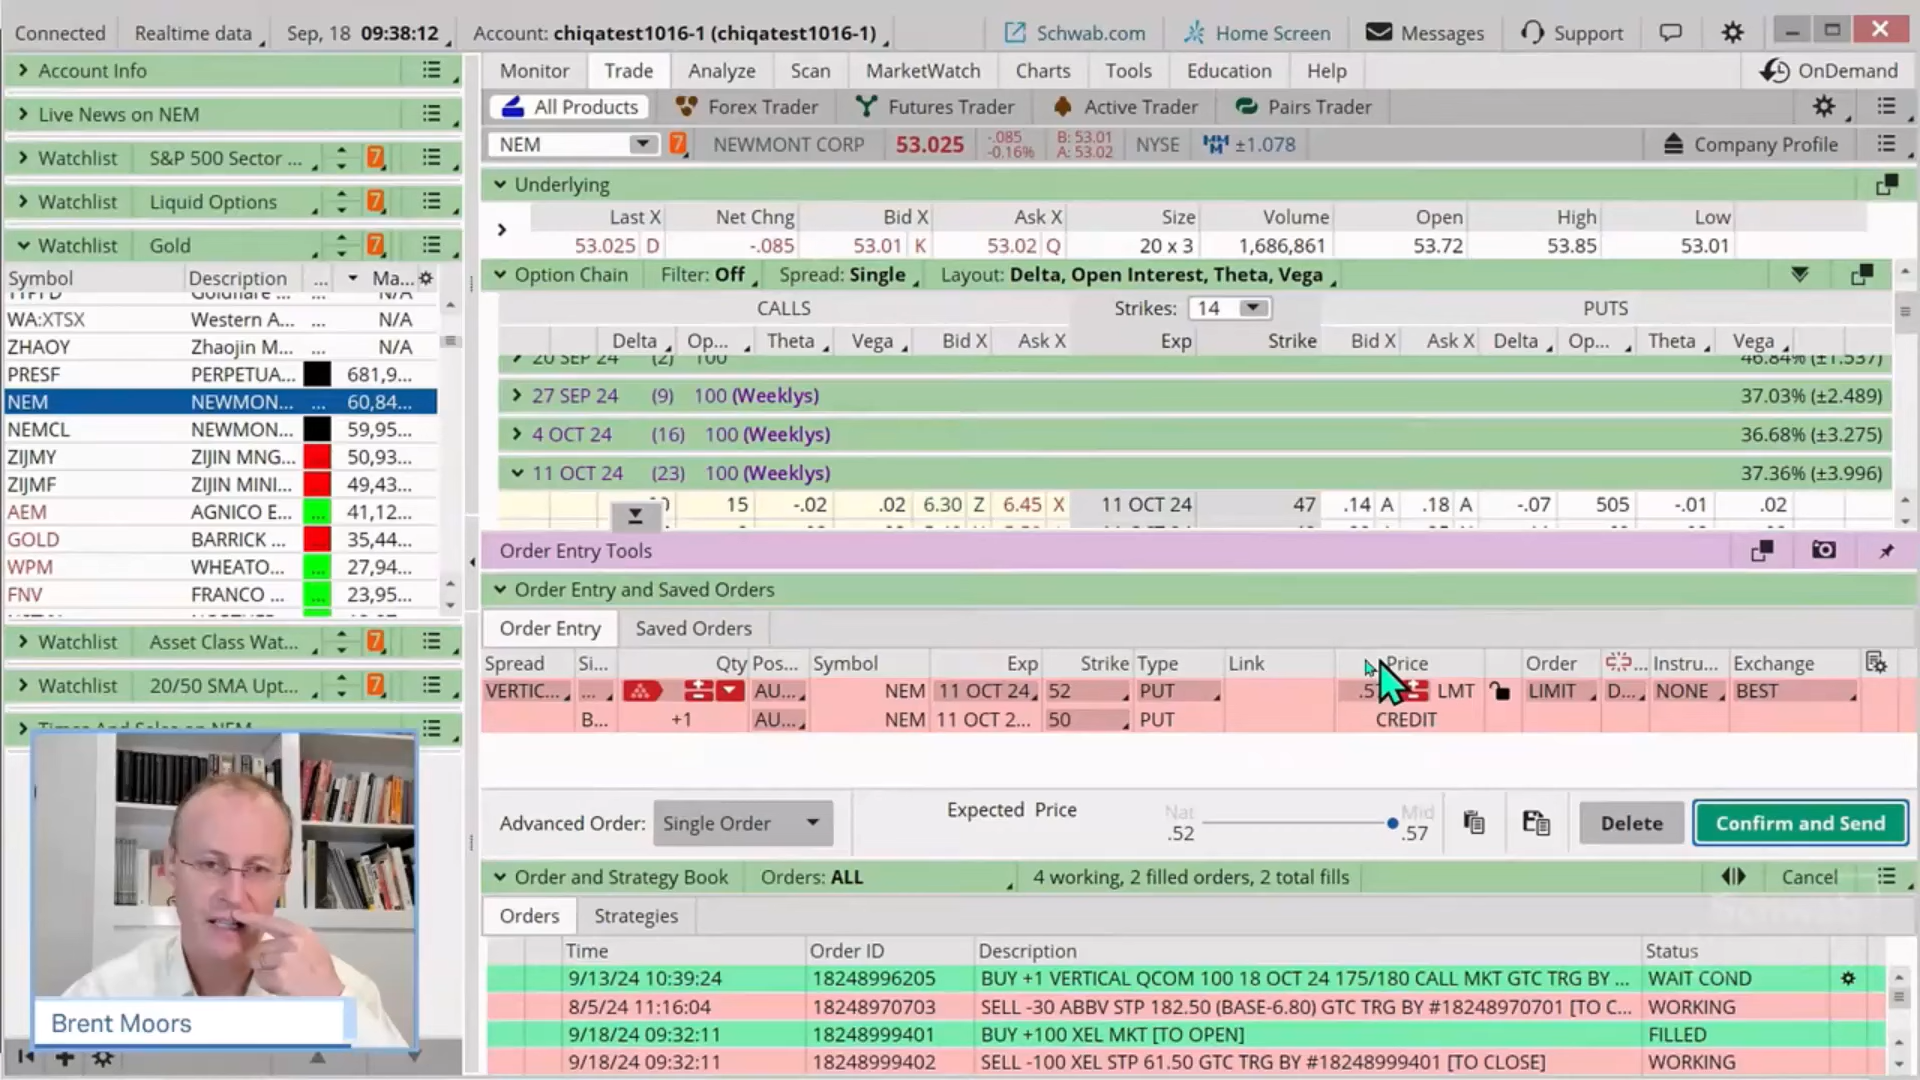 Connected Realtime data Sep, 18 09:38:12 Account: chiqatest1016-1 (chiqatest1016-1) Schwab.com Home Screen Messages Support
Account Info
Live News on NEM
Watchlist S&P 500 Sector ... 7
Watchlist Liquid Options 7
Watchlist Gold 7
Symbol Description ... Ma...
WA:XTSX Western A... ... N/A
ZHAOY Zhaojin M... ... N/A
PRESF PERPETUA... 681,9...
NEM NEWMON... ... 60,84...
NEMCL NEWMON... 59,95...
ZIJMY ZIJIN MNG... 50,93...
ZIJMF ZIJIN MINI... 49,43...
AEM AGNICO E... ... 41,12...
GOLD BARRICK ... ... 35,44...
WPM WHEATO... ... 27,94...
FNV FRANCO ... ... 23,95...
Watchlist Asset Class Wat... 7
Watchlist 20/50 SMA Upt... 7
Times And Sales on NEM
Brent Moors
Monitor Trade Analyze Scan MarketWatch Charts Tools Education Help OnDemand
All Products Forex Trader Futures Trader Active Trader Pairs Trader
NEM 7 NEWMONT CORP 53.025 -.085 -0.16% B: 53.01 A: 53.02 NYSE ±1.078 Company Profile
Underlying
Last X Net Chng Bid X Ask X Size Volume Open High Low
53.025 D -.085 53.01 K 53.02 Q 20 x 3 1,686,861 53.72 53.85 53.01
Option Chain Filter: Off Spread: Single Layout: Delta, Open Interest, Theta, Vega
CALLS Strikes: 14 PUTS
Delta Op... Theta Vega Bid X Ask X Exp Strike Bid X Ask X Delta Op... Theta Vega
20 SEP 24 (2) 100 46.84% (±1.537)
27 SEP 24 (9) 100 (Weeklys) 37.03% (±2.489)
4 OCT 24 (16) 100 (Weeklys) 36.68% (±3.275)
11 OCT 24 (23) 100 (Weeklys) 37.36% (±3.996)
15 -.02 .02 6.30 Z 6.45 X 11 OCT 24 47 .14 A .18 A -.07 505 -.01 .02
Order Entry Tools
Order Entry and Saved Orders
Order Entry Saved Orders
Spread Si... Qty Pos... Symbol Exp Strike Type Link Price Order Instru... Exchange
VERTIC... ... AU... NEM 11 OCT 24 52 PUT LMT LIMIT D... NONE BEST
B... +1 AU... NEM 11 OCT 2... 50 PUT CREDIT
Advanced Order: Single Order Expected Price Nat .52 Mid .57 Delete Confirm and Send
Order and Strategy Book Orders: ALL 4 working, 2 filled orders, 2 total fills Cancel
Orders Strategies
Time Order ID Description Status
9/13/24 10:39:24 18248996205 BUY +1 VERTICAL QCOM 100 18 OCT 24 175/180 CALL MKT GTC TRG BY ... WAIT COND
8/5/24 11:16:04 18248970703 SELL -30 ABBV STP 182.50 (BASE-6.80) GTC TRG BY #18248970701 [TO C... WORKING
9/18/24 09:32:11 18248999401 BUY +100 XEL MKT [TO OPEN] FILLED
9/18/24 09:32:11 18248999402 SELL -100 XEL STP 61.50 GTC TRG BY #18248999401 [TO CLOSE] WORKING